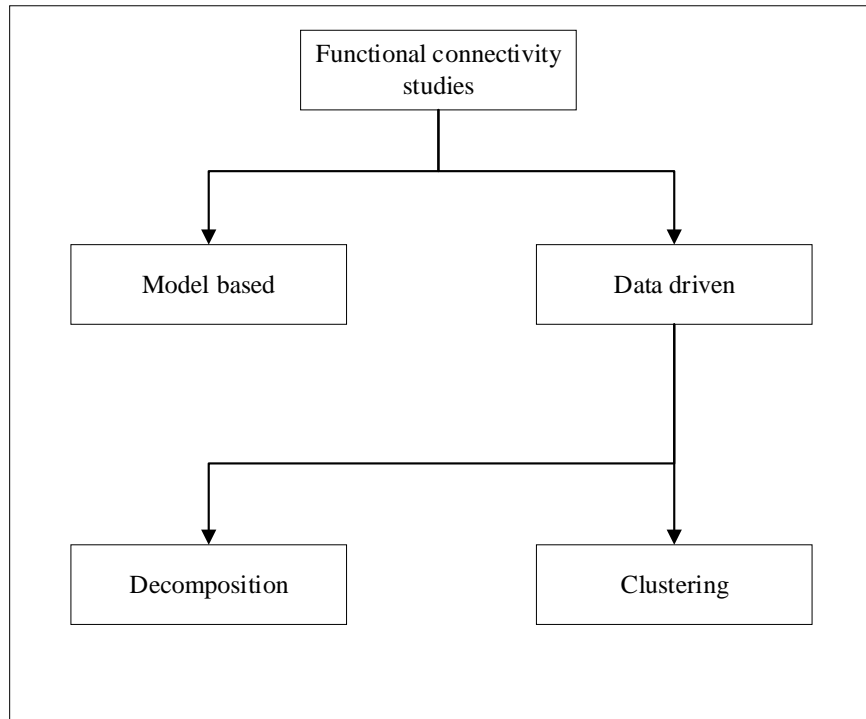 Functional connectivity
studies
Model based
Data driven
Decomposition
Clustering